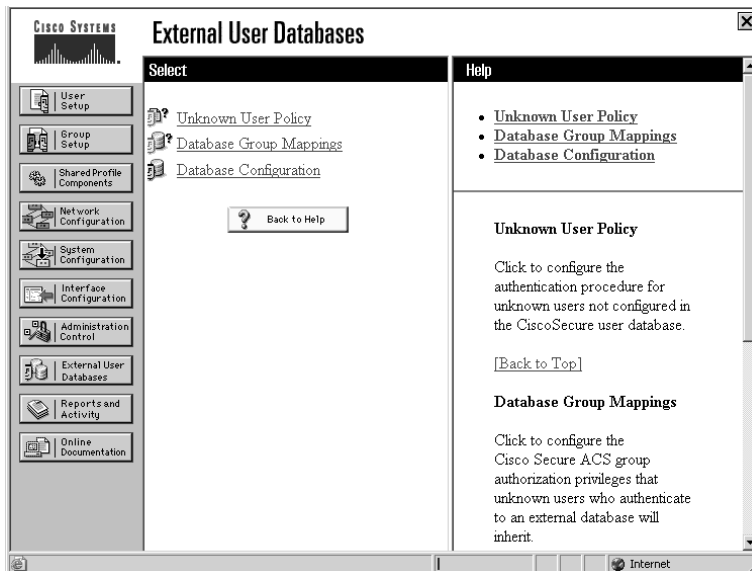 CISCO SYSTEMS
External User Databases
Select
Help
User
Setup
Group
Setup
Shared Profile
Components
Network
Configuration
System
Configuration
Interface
Configuration
Administration
Control
External User
Databases
Reports and
Activity
Online
Documentation
Unknown User Policy
Database Group Mappings
Database Configuration
Back to Help
• Unknown User Policy
• Database Group Mappings
• Database Configuration
Unknown User Policy
Click to configure the
authentication procedure for
unknown users not configured in
the CiscoSecure user database.
[Back to Top]
Database Group Mappings
Click to configure the
Cisco Secure ACS group
authorization privileges that
unknown users who authenticate
to an external database will
inherit.
Internet